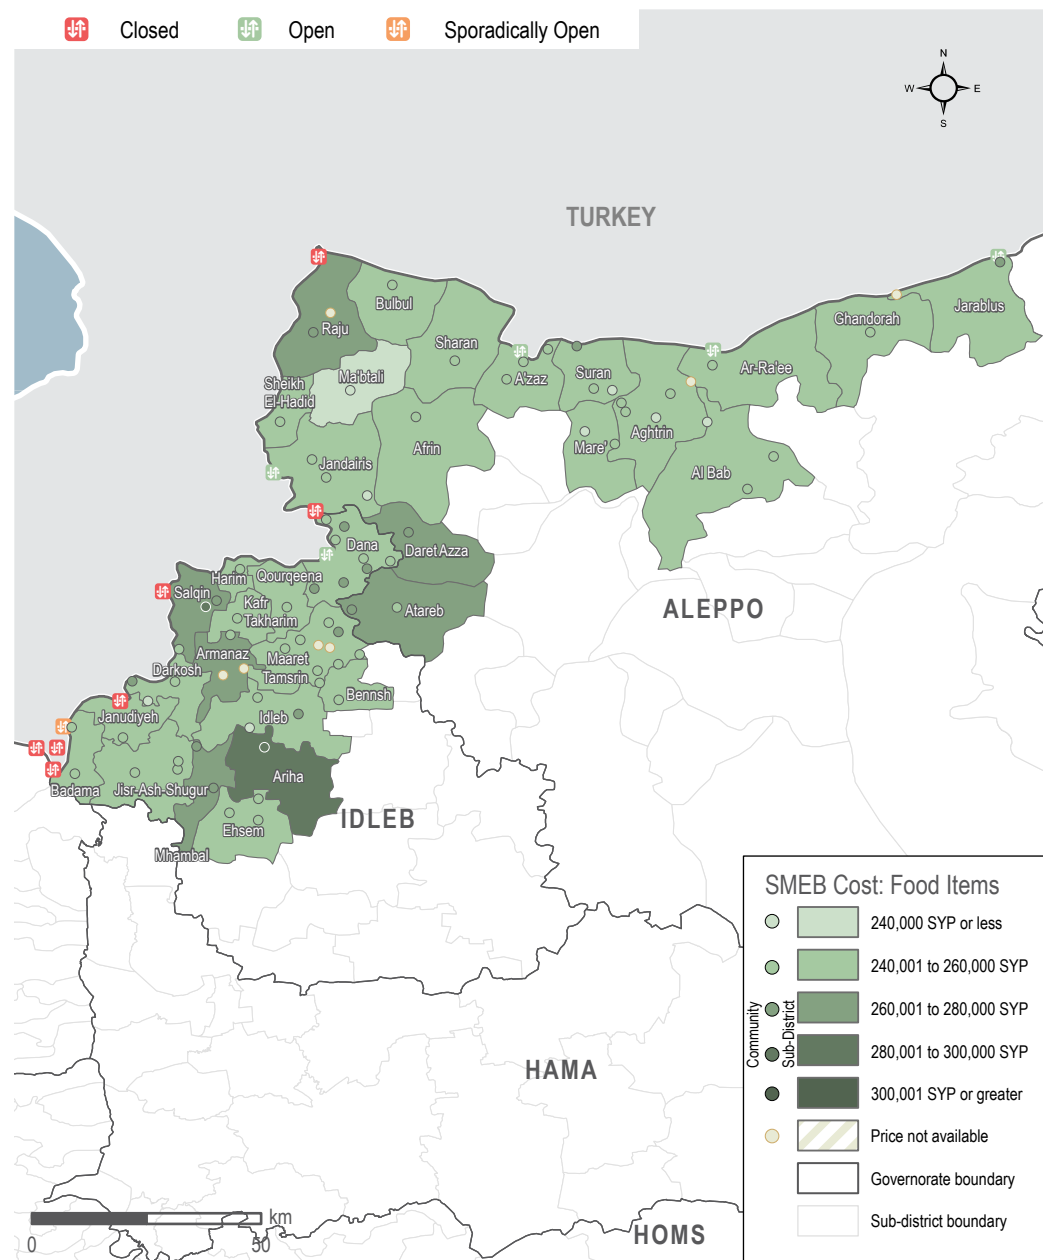 Closed
Open
Sporadically Open
N
W
E
S
TURKEY
Bulbul
Raju
Sharan
Ghandorah
Jarablus
Ar-Ra'ee
A'zaz
Suran
Ma'btali
Sheikh
El-Hadid
Mare'
Aghtrin
Afrin
Jandairis
Al Bab
Dana
Daret Azza
Harim
Qourqeena
Salqin
Kafr
Takharim
Atareb
ALEPPO
Armanaz
Maaret
Tamsrin
Darkosh
Bennsh
Janudiyeh
Idleb
Ariha
Badama
Jisr-Ash-Shugur
IDLEB
Ehsem
Mhambal
SMEB Cost: Food Items
240,000 SYP or less
240,001 to 260,000 SYP
260,001 to 280,000 SYP
280,001 to 300,000 SYP
300,001 SYP or greater
Price not available
Governorate boundary
Sub-district boundary
Community
Sub-District
HAMA
HOMS
km
0
50